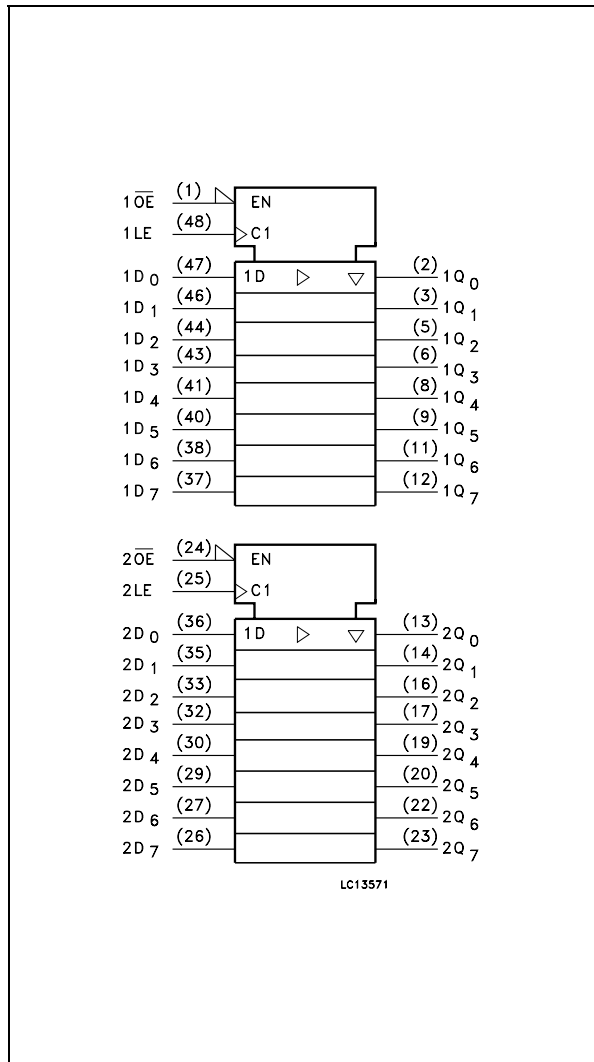 1OE (1) EN
1LE (48) C1
1D0 (47) 1D (2) 1Q0
1D1 (46) (3) 1Q1
1D2 (44) (5) 1Q2
1D3 (43) (6) 1Q3
1D4 (41) (8) 1Q4
1D5 (40) (9) 1Q5
1D6 (38) (11) 1Q6
1D7 (37) (12) 1Q7
2OE (24) EN
2LE (25) C1
2D0 (36) 1D (13) 2Q0
2D1 (35) (14) 2Q1
2D2 (33) (16) 2Q2
2D3 (32) (17) 2Q3
2D4 (30) (19) 2Q4
2D5 (29) (20) 2Q5
2D6 (27) (22) 2Q6
2D7 (26) (23) 2Q7
LC13571